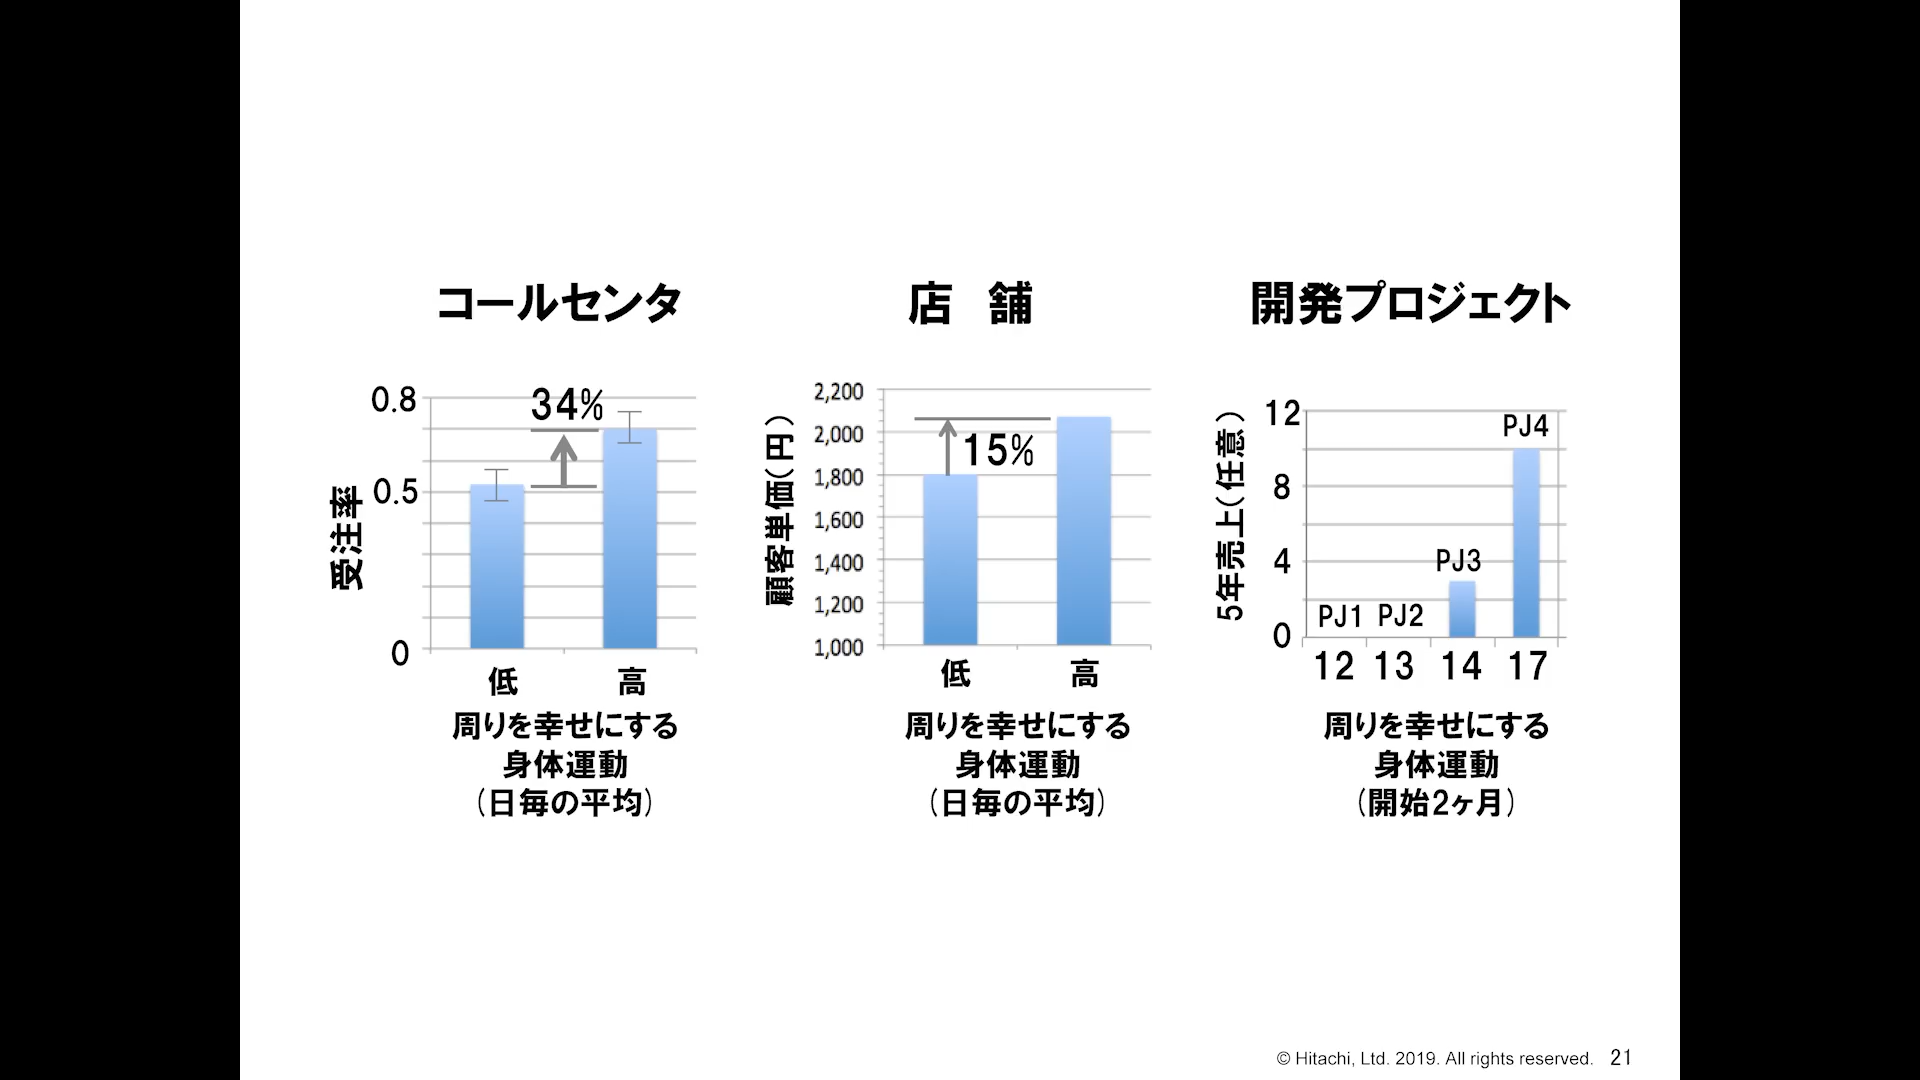 コールセンタ
受注率
0.8
0.5
0
34%
低
高
周りを幸せにする
身体運動
(日毎の平均)
店 舗
顧客単価(円)
2,200
2,000
1,800
1,600
1,400
1,200
1,000
15%
低
高
周りを幸せにする
身体運動
(日毎の平均)
開発プロジェクト
5年売上(任意)
12
8
4
0
PJ1
PJ2
PJ3
PJ4
12
13
14
17
周りを幸せにする
身体運動
(開始2ヶ月)
© Hitachi, Ltd. 2019. All rights reserved. 21